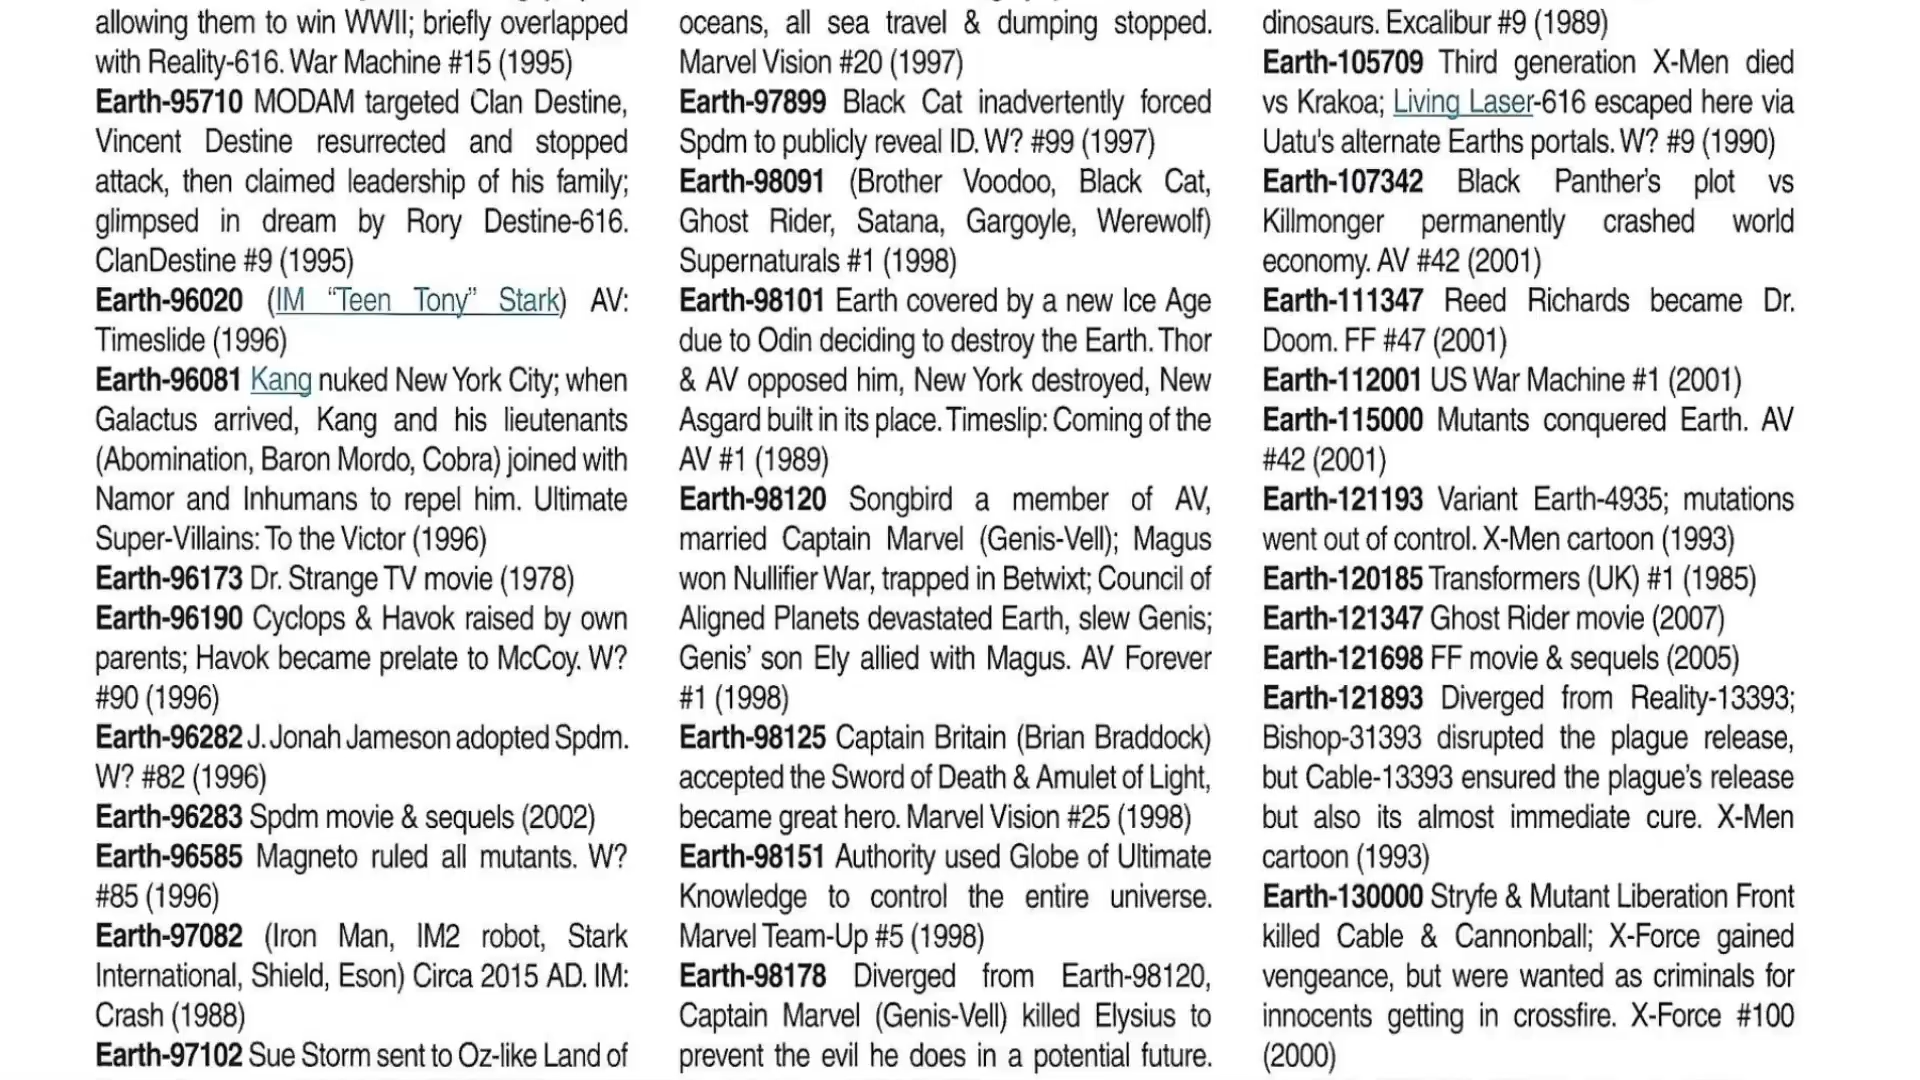 allowing them to win WWII; briefly overlapped
with Reality-616. War Machine #15 (1995)
Earth-95710 MODAM targeted Clan Destine,
Vincent Destine resurrected and stopped
attack, then claimed leadership of his family;
glimpsed in dream by Rory Destine-616.
ClanDestine #9 (1995)
Earth-96020 (IM “Teen Tony” Stark) AV:
Timeslide (1996)
Earth-96081 Kang nuked New York City; when
Galactus arrived, Kang and his lieutenants
(Abomination, Baron Mordo, Cobra) joined with
Namor and Inhumans to repel him. Ultimate
Super-Villains: To the Victor (1996)
Earth-96173 Dr. Strange TV movie (1978)
Earth-96190 Cyclops & Havok raised by own
parents; Havok became prelate to McCoy. W?
#90 (1996)
Earth-96282 J. Jonah Jameson adopted Spdm.
W? #82 (1996)
Earth-96283 Spdm movie & sequels (2002)
Earth-96585 Magneto ruled all mutants. W?
#85 (1996)
Earth-97082 (Iron Man, IM2 robot, Stark
International, Shield, Eson) Circa 2015 AD. IM:
Crash (1988)
Earth-97102 Sue Storm sent to Oz-like Land of
oceans, all sea travel & dumping stopped.
Marvel Vision #20 (1997)
Earth-97899 Black Cat inadvertently forced
Spdm to publicly reveal ID. W? #99 (1997)
Earth-98091 (Brother Voodoo, Black Cat,
Ghost Rider, Satana, Gargoyle, Werewolf)
Supernaturals #1 (1998)
Earth-98101 Earth covered by a new Ice Age
due to Odin deciding to destroy the Earth. Thor
& AV opposed him, New York destroyed, New
Asgard built in its place. Timeslip: Coming of the
AV #1 (1989)
Earth-98120 Songbird a member of AV,
married Captain Marvel (Genis-Vell); Magus
won Nullifier War, trapped in Betwixt; Council of
Aligned Planets devastated Earth, slew Genis;
Genis’ son Ely allied with Magus. AV Forever
#1 (1998)
Earth-98125 Captain Britain (Brian Braddock)
accepted the Sword of Death & Amulet of Light,
became great hero. Marvel Vision #25 (1998)
Earth-98151 Authority used Globe of Ultimate
Knowledge to control the entire universe.
Marvel Team-Up #5 (1998)
Earth-98178 Diverged from Earth-98120,
Captain Marvel (Genis-Vell) killed Elysius to
prevent the evil he does in a potential future.
dinosaurs. Excalibur #9 (1989)
Earth-105709 Third generation X-Men died
vs Krakoa; Living Laser-616 escaped here via
Uatu's alternate Earths portals. W? #9 (1990)
Earth-107342 Black Panther’s plot vs
Killmonger permanently crashed world
economy. AV #42 (2001)
Earth-111347 Reed Richards became Dr.
Doom. FF #47 (2001)
Earth-112001 US War Machine #1 (2001)
Earth-115000 Mutants conquered Earth. AV
#42 (2001)
Earth-121193 Variant Earth-4935; mutations
went out of control. X-Men cartoon (1993)
Earth-120185 Transformers (UK) #1 (1985)
Earth-121347 Ghost Rider movie (2007)
Earth-121698 FF movie & sequels (2005)
Earth-121893 Diverged from Reality-13393;
Bishop-31393 disrupted the plague release,
but Cable-13393 ensured the plague’s release
but also its almost immediate cure. X-Men
cartoon (1993)
Earth-130000 Stryfe & Mutant Liberation Front
killed Cable & Cannonball; X-Force gained
vengeance, but were wanted as criminals for
innocents getting in crossfire. X-Force #100
(2000)